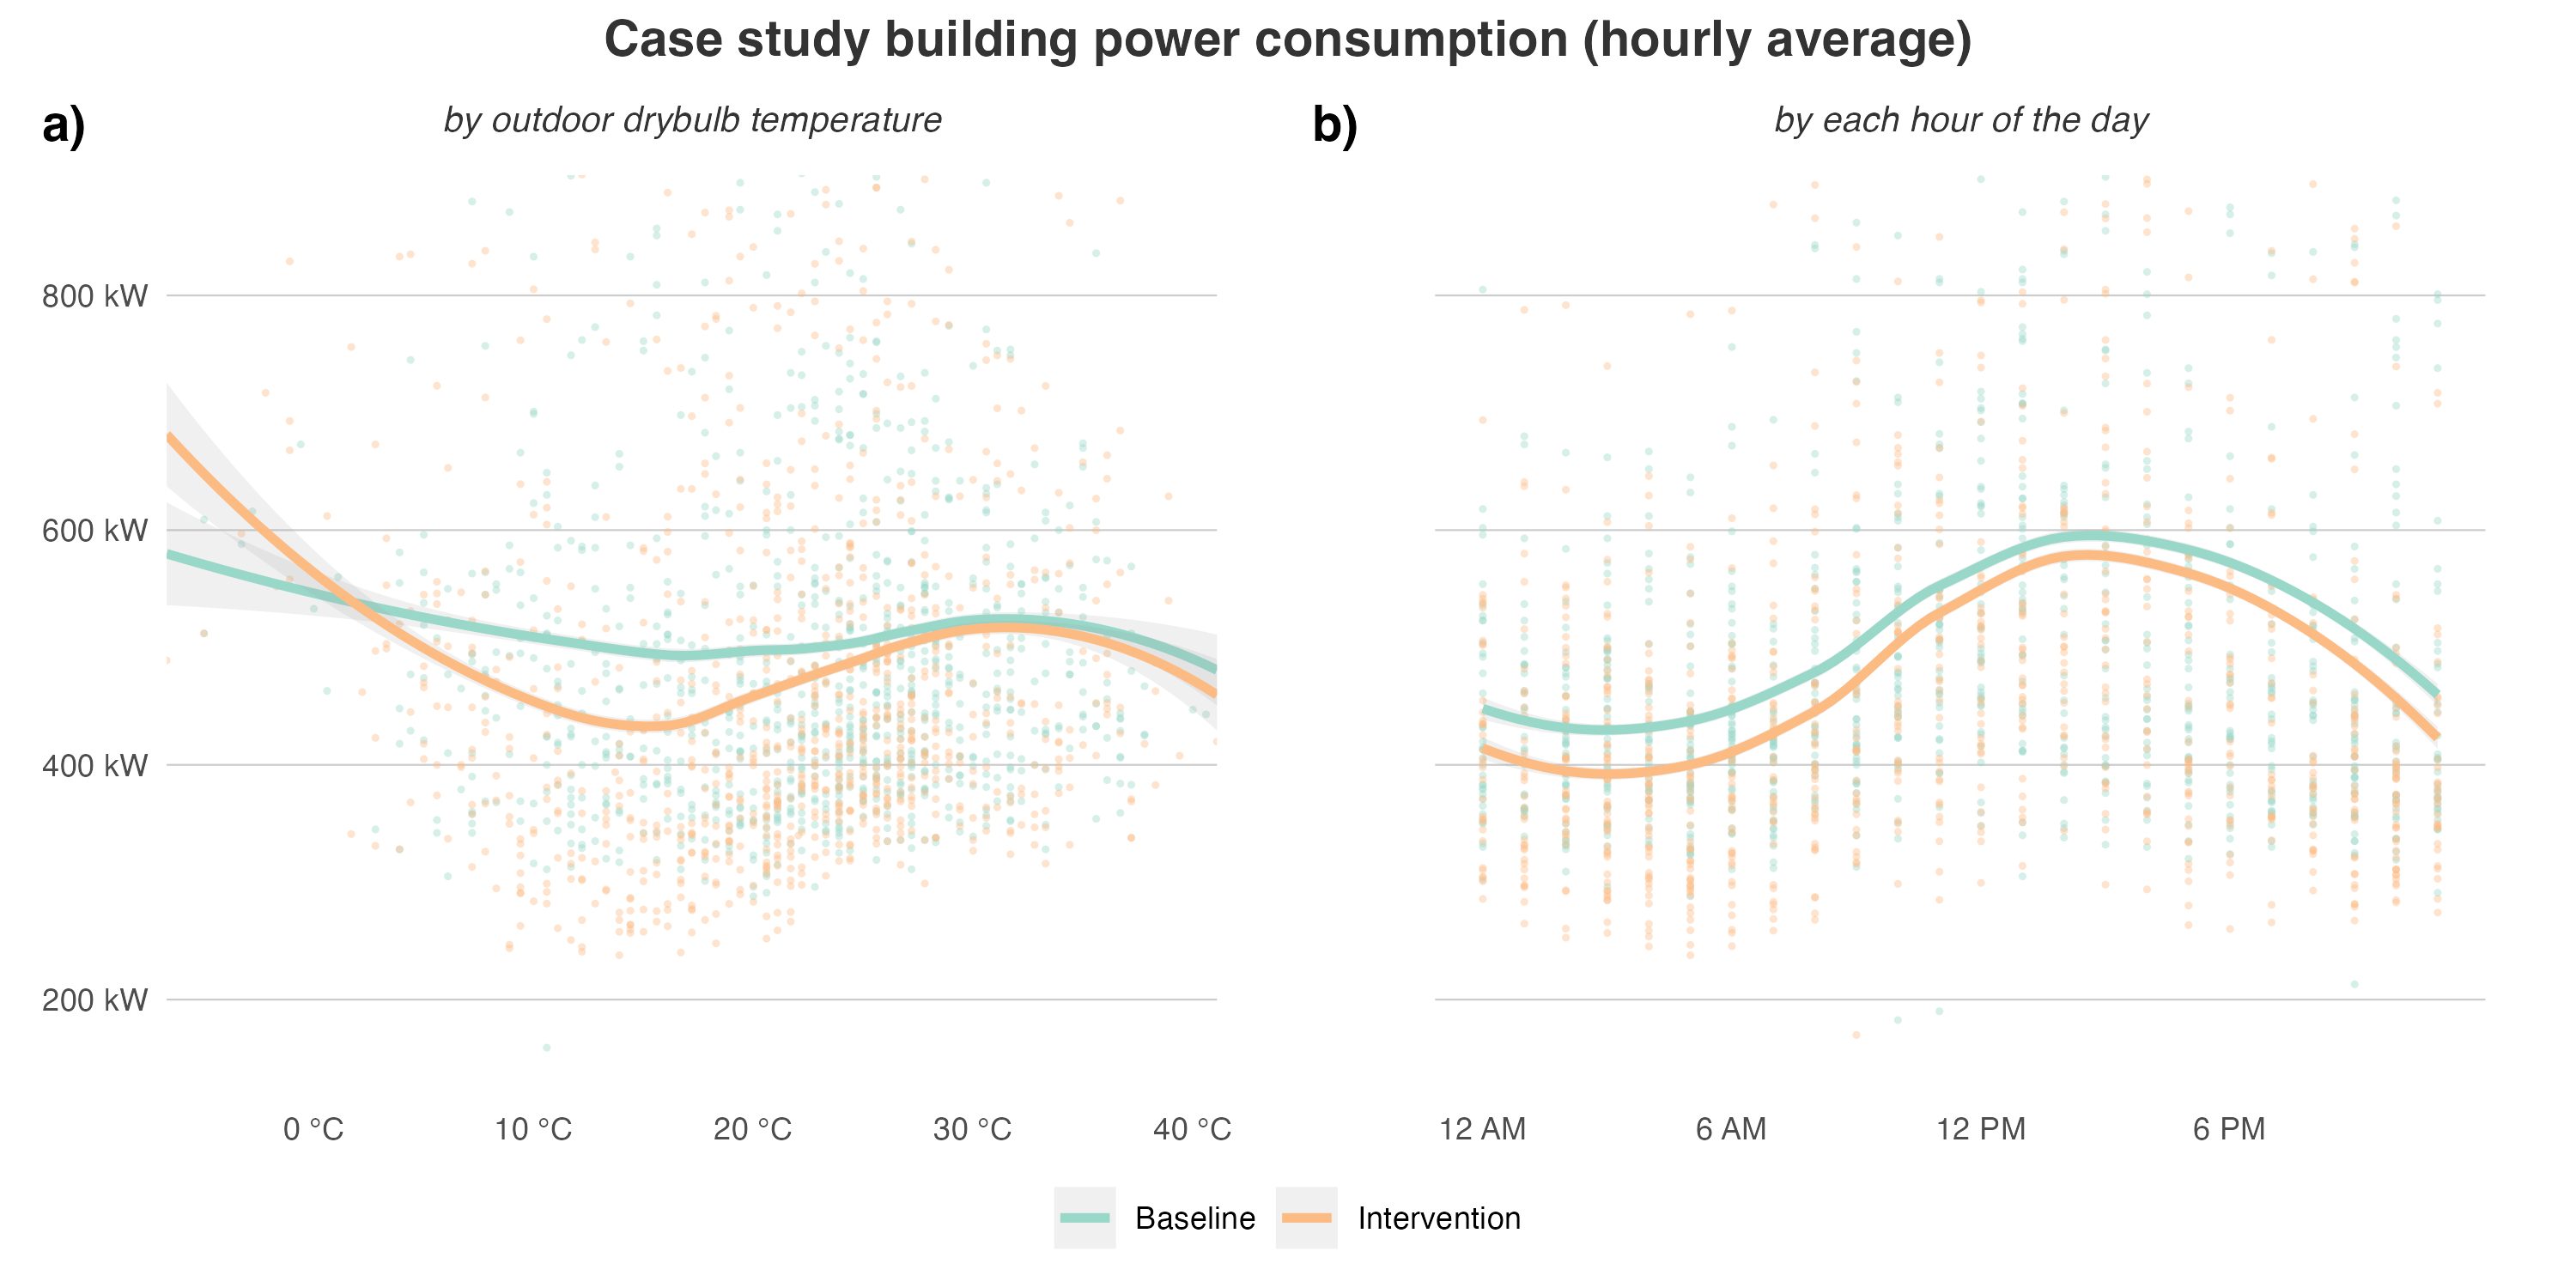 Case study building power consumption (hourly average)
a)
by outdoor drybulb temperature
b)
by each hour of the day
800 kW
600 kW
400 kW
200 kW
0 °C 10 °C 20 °C 30 °C 40 °C
12 AM 6 AM 12 PM 6 PM
Baseline Intervention